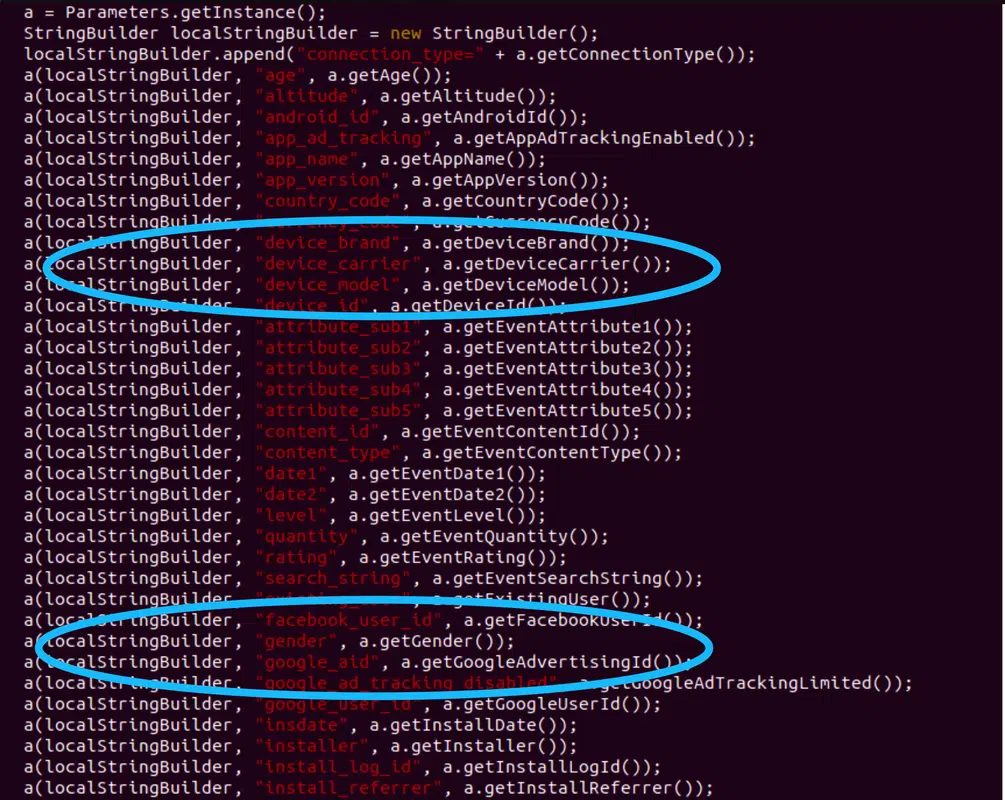 a = Parameters.getInstance();
StringBuilder localStringBuilder = new StringBuilder();
localStringBuilder.append("connection_type=" + a.getConnectionType());
a(localStringBuilder, "age", a.getAge());
a(localStringBuilder, "altitude", a.getAltitude());
a(localStringBuilder, "android_id", a.getAndroidId());
a(localStringBuilder, "app_ad_tracking", a.getAppAdTrackingEnabled());
a(localStringBuilder, "app_name", a.getAppName());
a(localStringBuilder, "app_version", a.getAppVersion());
a(localStringBuilder, "country_code", a.getCountryCode());
a(localStringBuilder, "currency_code", a.getCurrencyCode());
a(localStringBuilder, "device_brand", a.getDeviceBrand());
a(localStringBuilder, "device_carrier", a.getDeviceCarrier());
a(localStringBuilder, "device_model", a.getDeviceModel());
a(localStringBuilder, "device_id", a.getDeviceId());
a(localStringBuilder, "attribute_sub1", a.getEventAttribute1());
a(localStringBuilder, "attribute_sub2", a.getEventAttribute2());
a(localStringBuilder, "attribute_sub3", a.getEventAttribute3());
a(localStringBuilder, "attribute_sub4", a.getEventAttribute4());
a(localStringBuilder, "attribute_sub5", a.getEventAttribute5());
a(localStringBuilder, "content_id", a.getEventContentId());
a(localStringBuilder, "content_type", a.getEventContentType());
a(localStringBuilder, "date1", a.getEventDate1());
a(localStringBuilder, "date2", a.getEventDate2());
a(localStringBuilder, "level", a.getEventLevel());
a(localStringBuilder, "quantity", a.getEventQuantity());
a(localStringBuilder, "rating", a.getEventRating());
a(localStringBuilder, "search_string", a.getEventSearchString());
a(localStringBuilder, "existing_user", a.getExistingUser());
a(localStringBuilder, "facebook_user_id", a.getFacebookUserId());
a(localStringBuilder, "gender", a.getGender());
a(localStringBuilder, "google_aid", a.getGoogleAdvertisingId());
a(localStringBuilder, "google_ad_tracking_disabled", a.getGoogleAdTrackingLimited());
a(localStringBuilder, "google_user_id", a.getGoogleUserId());
a(localStringBuilder, "insdate", a.getInstallDate());
a(localStringBuilder, "installer", a.getInstaller());
a(localStringBuilder, "install_log_id", a.getInstallLogId());
a(localStringBuilder, "install_referrer", a.getInstallReferrer());